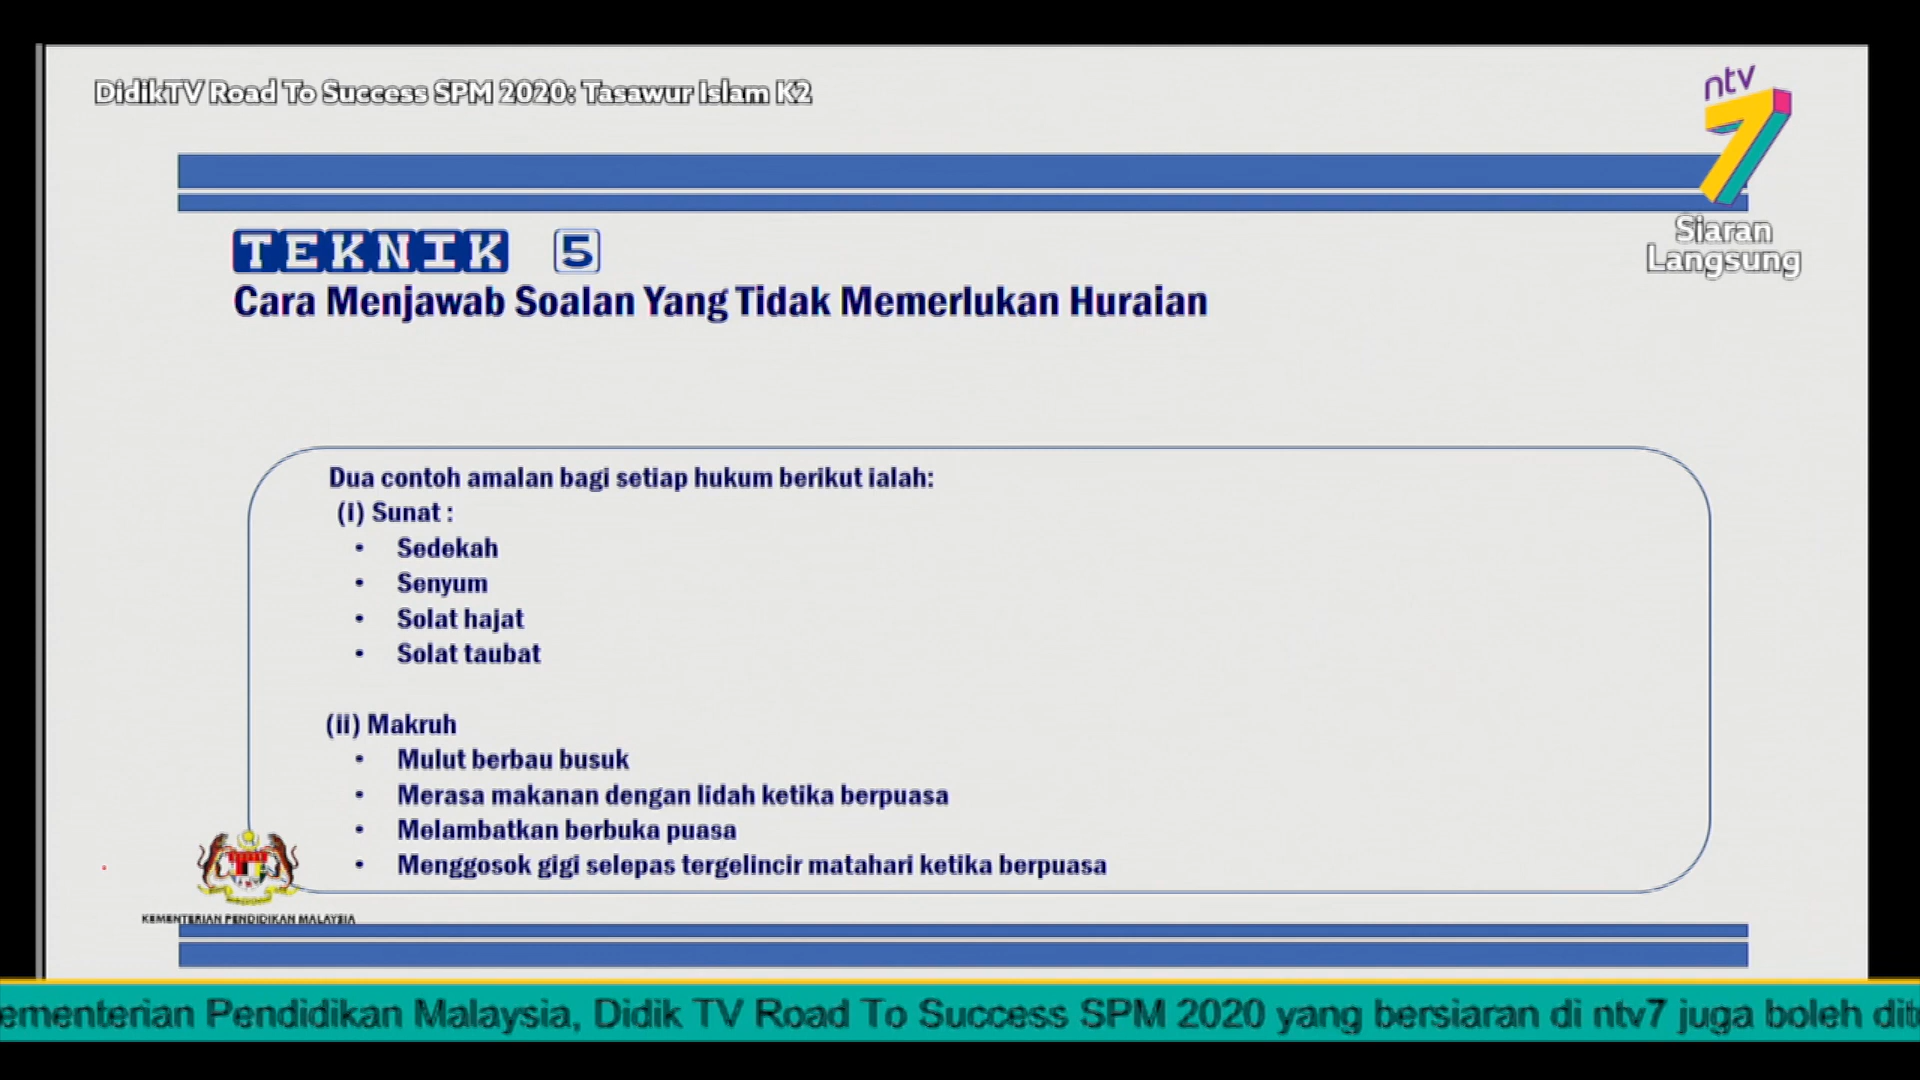 DidikTV Road To Success SPM 2020: Tasawur Islam K2
ntv
7
Siaran
Langsung
TEKNIK 5
Cara Menjawab Soalan Yang Tidak Memerlukan Huraian
Dua contoh amalan bagi setiap hukum berikut ialah:
(i) Sunat :
• Sedekah
• Senyum
• Solat hajat
• Solat taubat
(ii) Makruh
• Mulut berbau busuk
• Merasa makanan dengan lidah ketika berpuasa
• Melambatkan berbuka puasa
• Menggosok gigi selepas tergelincir matahari ketika berpuasa
KEMENTERIAN PENDIDIKAN MALAYSIA
ementerian Pendidikan Malaysia, Didik TV Road To Success SPM 2020 yang bersiaran di ntv7 juga boleh